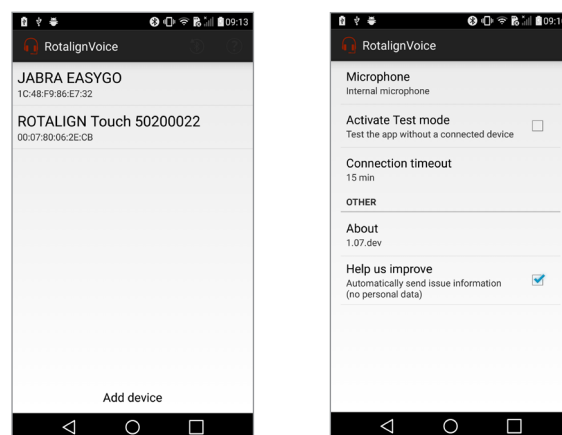 09:13
RotalignVoice
JABRA EASYGO
1C:48:F9:86:E7:32
ROTALIGN Touch 50200022
00:07:80:06:2E:CB
Add device
09:1
RotalignVoice
Microphone
Internal microphone
Activate Test mode
Test the app without a connected device
Connection timeout
15 min
OTHER
About
1.07.dev
Help us improve
Automatically send issue information
(no personal data)